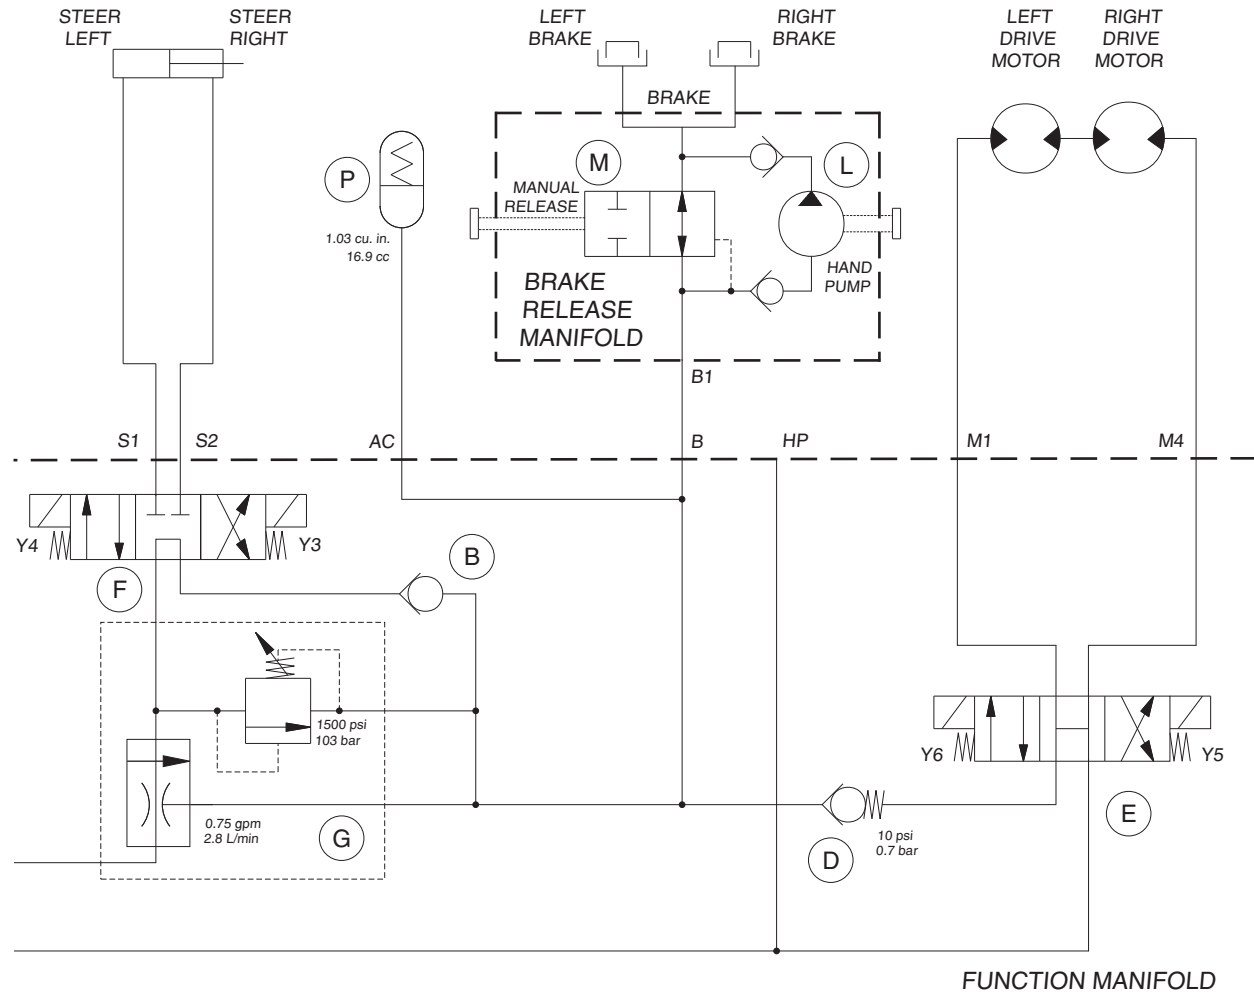 STEER
LEFT
STEER
RIGHT
LEFT
BRAKE
RIGHT
BRAKE
LEFT
DRIVE
MOTOR
RIGHT
DRIVE
MOTOR
BRAKE
P
M
L
MANUAL
RELEASE
1.03 cu. in.
16.9 cc
HAND
PUMP
BRAKE
RELEASE
MANIFOLD
B1
S1
S2
AC
B
HP
M1
M4
Y4
Y3
F
B
1500 psi
103 bar
Y6
Y5
0.75 gpm
2.8 L/min
G
10 psi
0.7 bar
D
E
FUNCTION MANIFOLD